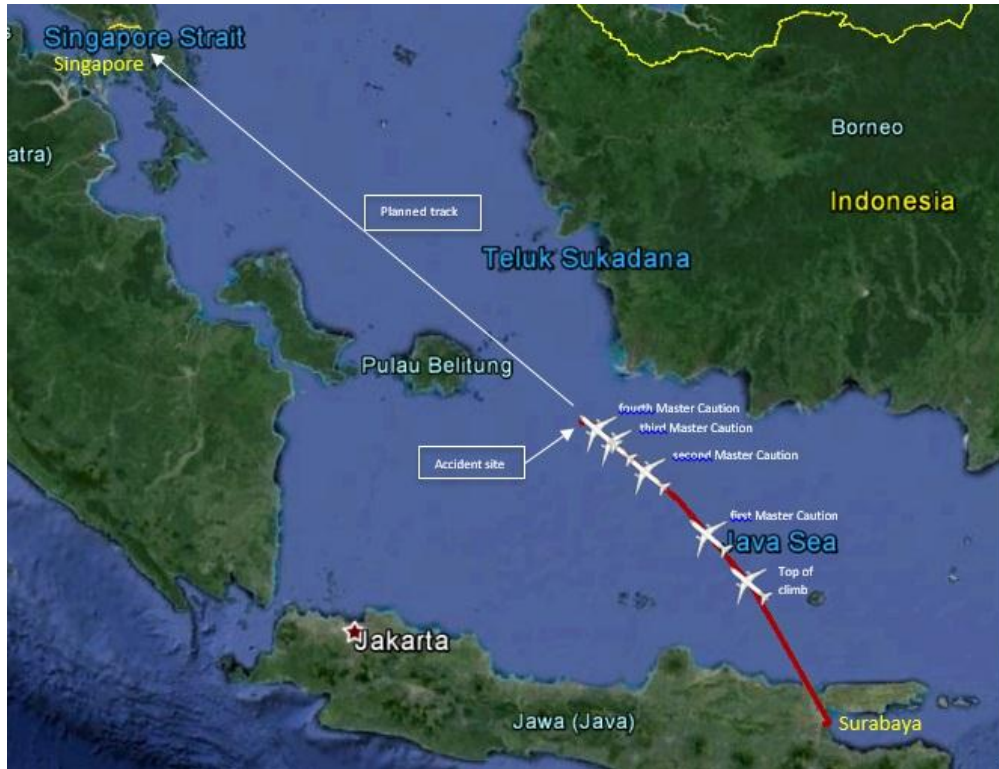 Singapore Strait
Singapore
atra)
Borneo
Indonesia
Planned track
Teluk Sukadana
Pulau Belitung
fourth Master Caution
third Master Caution
second Master Caution
Accident site
first Master Caution
Java Sea
Top of
climb
Jakarta
Jawa (Java)
Surabaya